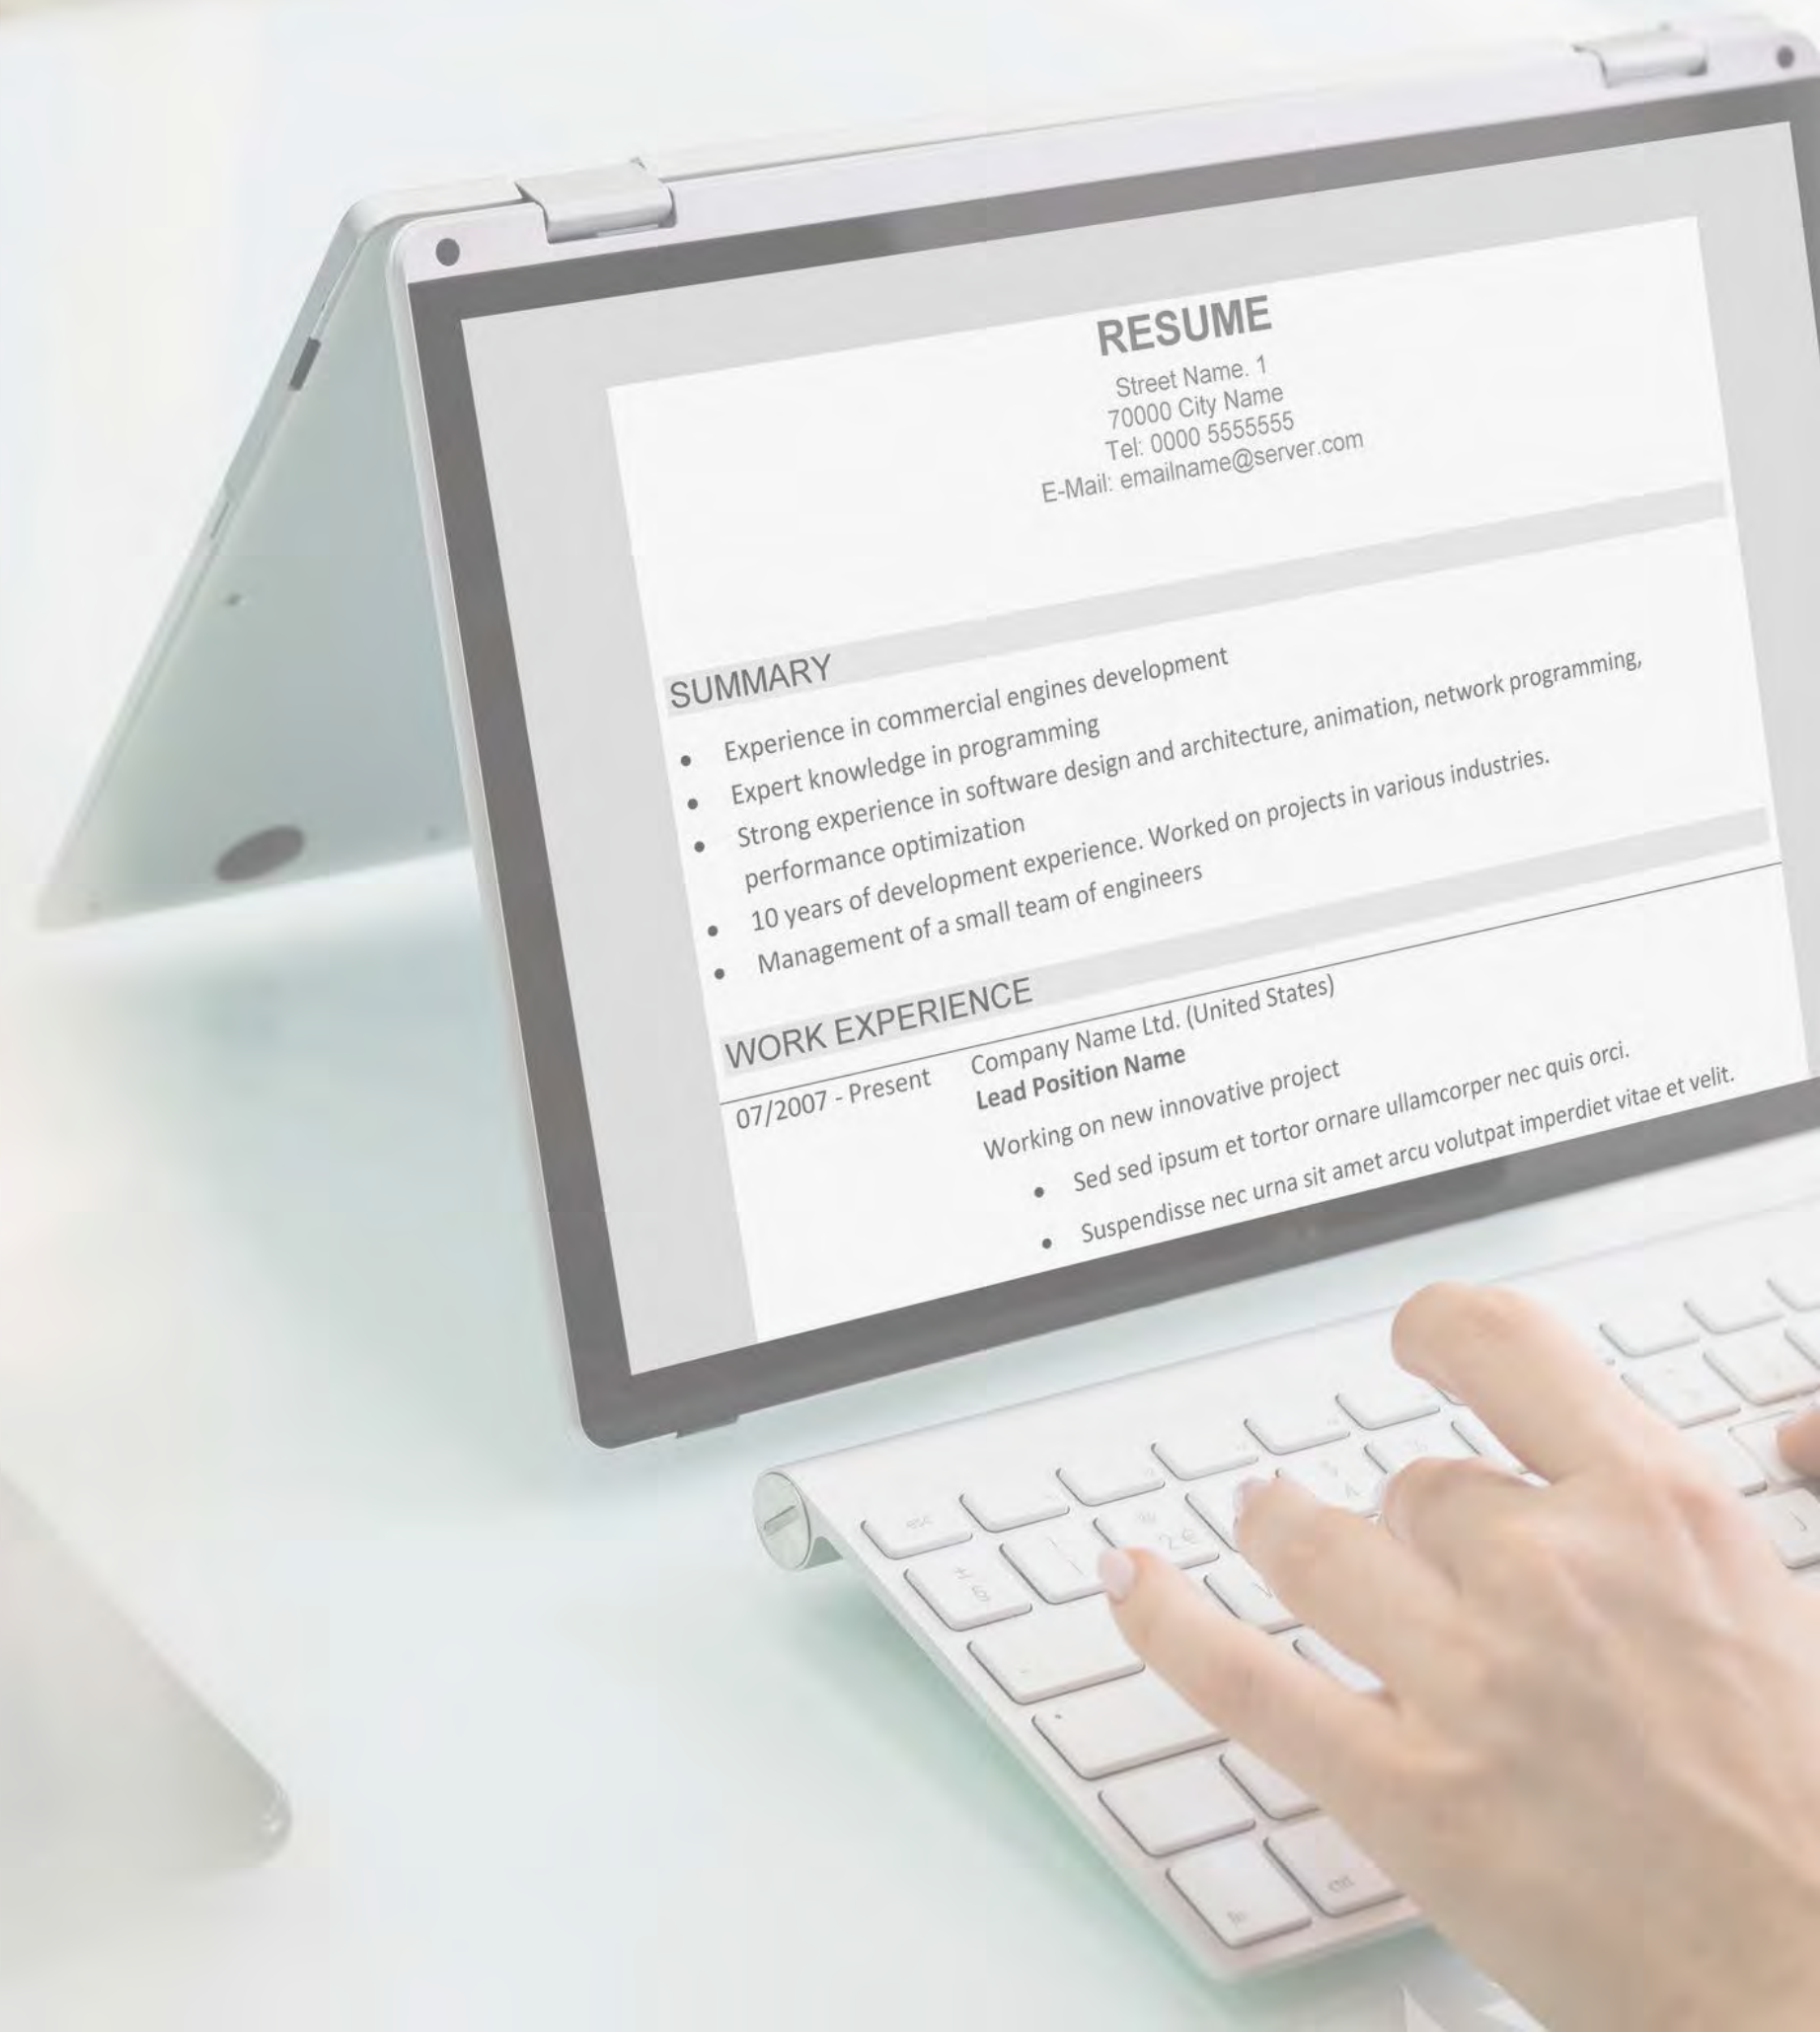 RESUME
Street Name. 1
70000 City Name
Tel: 0000 5555555
E-Mail: emailname@server.com
SUMMARY
• Experience in commercial engines development
• Expert knowledge in programming
• Strong experience in software design and architecture, animation, network programming,
performance optimization
• 10 years of development experience. Worked on projects in various industries.
• Management of a small team of engineers
WORK EXPERIENCE
07/2007 - Present Company Name Ltd. (United States)
Lead Position Name
Working on new innovative project
• Sed sed ipsum et tortor ornare ullamcorper nec quis orci.
• Suspendisse nec urna sit amet arcu volutpat imperdiet vitae et velit.
esc
±
§
2 €
fn
ctrl
J